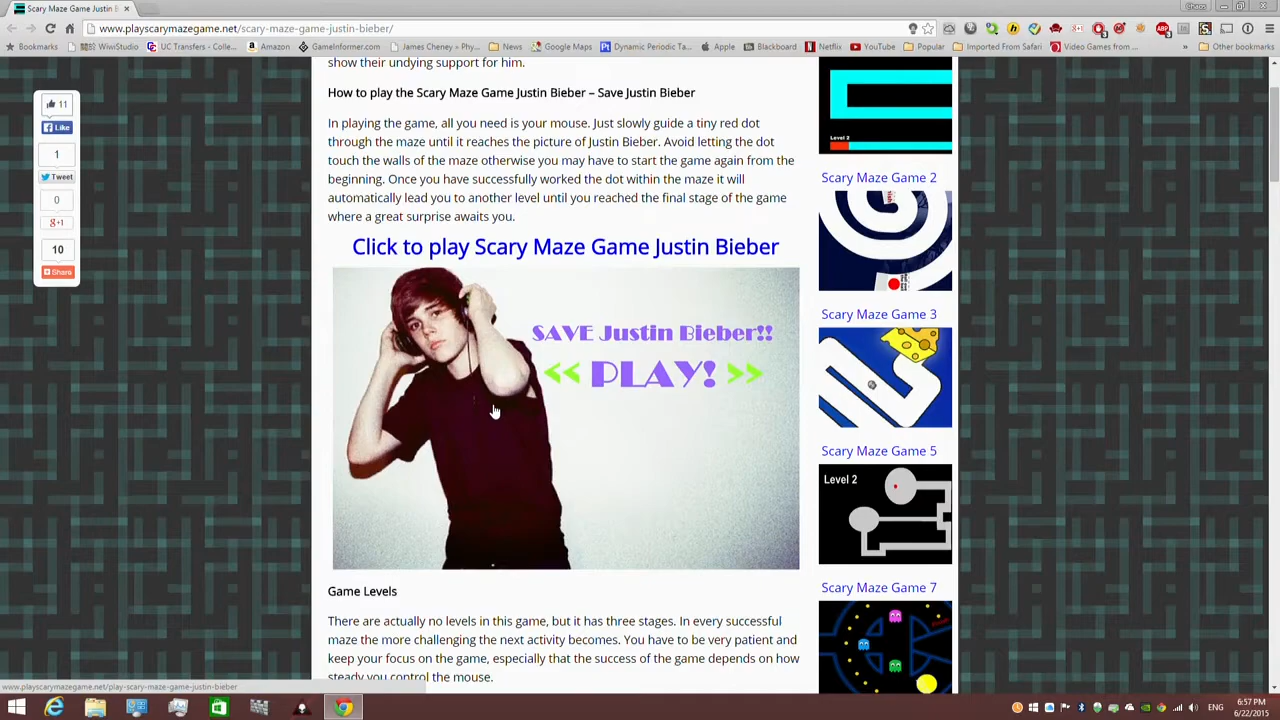 Scary Maze Game Justin B
www.playscarymazegame.net/scary-maze-game-justin-bieber/
Bookmarks
WiwiStudio
UC Transfers - Colle...
Amazon
GameInformer.com
James Cheney » Phy...
News
Google Maps
Dynamic Periodic Ta...
Apple
Blackboard
Netflix
YouTube
Popular
Imported From Safari
Video Games from ...
Other bookmarks
show their undying support for him.
How to play the Scary Maze Game Justin Bieber – Save Justin Bieber
In playing the game, all you need is your mouse. Just slowly guide a tiny red dot
through the maze until it reaches the picture of Justin Bieber. Avoid letting the dot
touch the walls of the maze otherwise you may have to start the game again from the
beginning. Once you have successfully worked the dot within the maze it will
automatically lead you to another level until you reached the final stage of the game
where a great surprise awaits you.
11
Like
1
Tweet
0
+1
10
Share
Click to play Scary Maze Game Justin Bieber
SAVE Justin Bieber!!
<< PLAY! >>
Game Levels
There are actually no levels in this game, but it has three stages. In every successful
maze the more challenging the next activity becomes. You have to be very patient and
keep your focus on the game, especially that the success of the game depends on how
steady you control the mouse.
Level 2
Scary Maze Game 2
Scary Maze Game 3
Scary Maze Game 5
Level 2
Scary Maze Game 7
www.playscarymazegame.net/play-scary-maze-game-justin-bieber
ENG
6:57 PM
6/22/2015